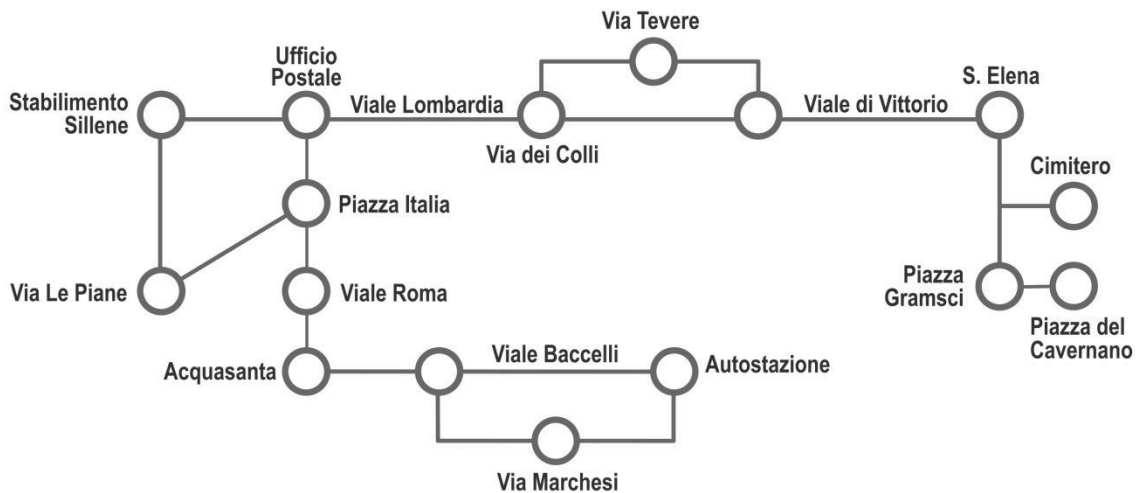 Via Tevere
Ufficio
Postale
S. Elena
Stabilimento
Sillene
Viale Lombardia
Viale di Vittorio
Via dei Colli
Cimitero
Piazza Italia
Via Le Piane
Viale Roma
Piazza
Gramsci
Piazza del
Cavernano
Acquasanta
Viale Baccelli
Autostazione
Via Marchesi